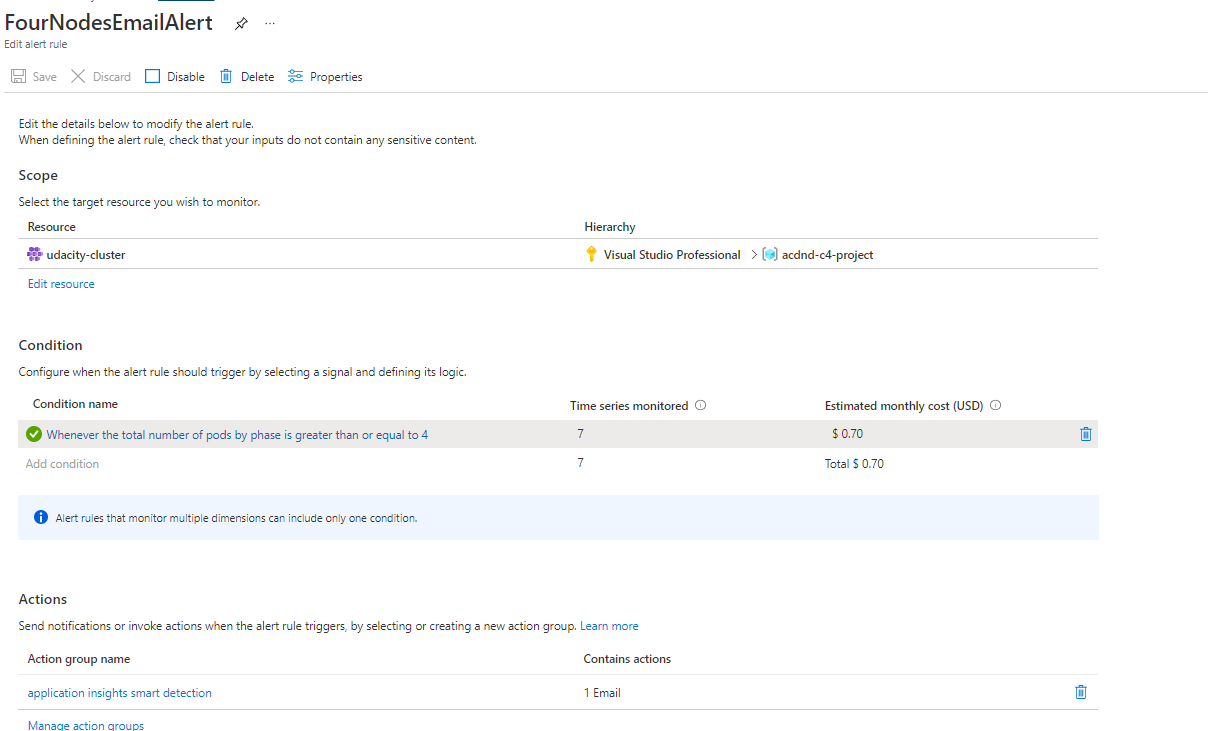 FourNodesEmailAlert
Edit alert rule
Save Discard Disable Delete Properties
Edit the details below to modify the alert rule.
When defining the alert rule, check that your inputs do not contain any sensitive content.
Scope
Select the target resource you wish to monitor.
Resource Hierarchy
udacity-cluster Visual Studio Professional > acdnd-c4-project
Edit resource
Condition
Configure when the alert rule should trigger by selecting a signal and defining its logic.
Condition name Time series monitored Estimated monthly cost (USD)
Whenever the total number of pods by phase is greater than or equal to 4 7 $ 0.70
Add condition 7 Total $ 0.70
Alert rules that monitor multiple dimensions can include only one condition.
Actions
Send notifications or invoke actions when the alert rule triggers, by selecting or creating a new action group. Learn more
Action group name Contains actions
application insights smart detection 1 Email
Manage action groups